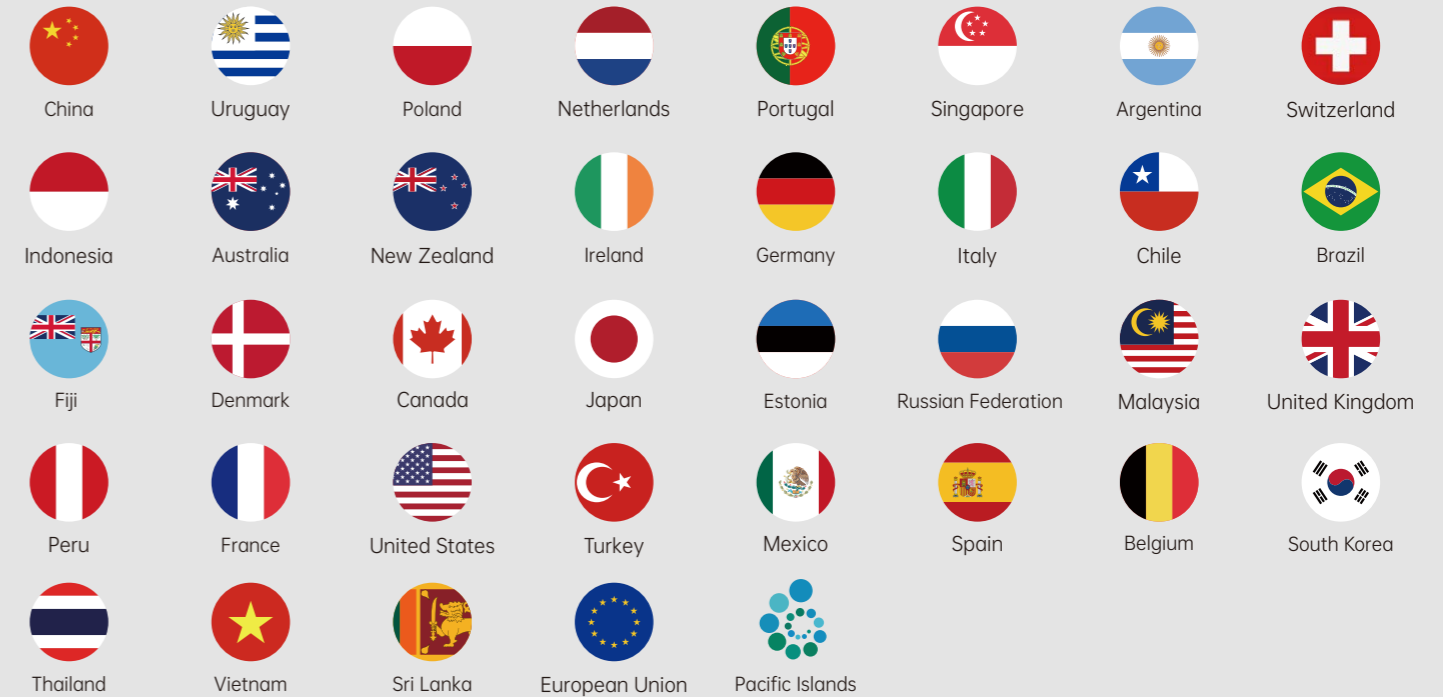 China
Uruguay
Poland
Netherlands
Portugal
Singapore
Argentina
Switzerland
Indonesia
Australia
New Zealand
Ireland
Germany
Italy
Chile
Brazil
Fiji
Denmark
Canada
Japan
Estonia
Russian Federation
Malaysia
United Kingdom
Peru
France
United States
Turkey
Mexico
Spain
Belgium
South Korea
Thailand
Vietnam
Sri Lanka
European Union
Pacific Islands